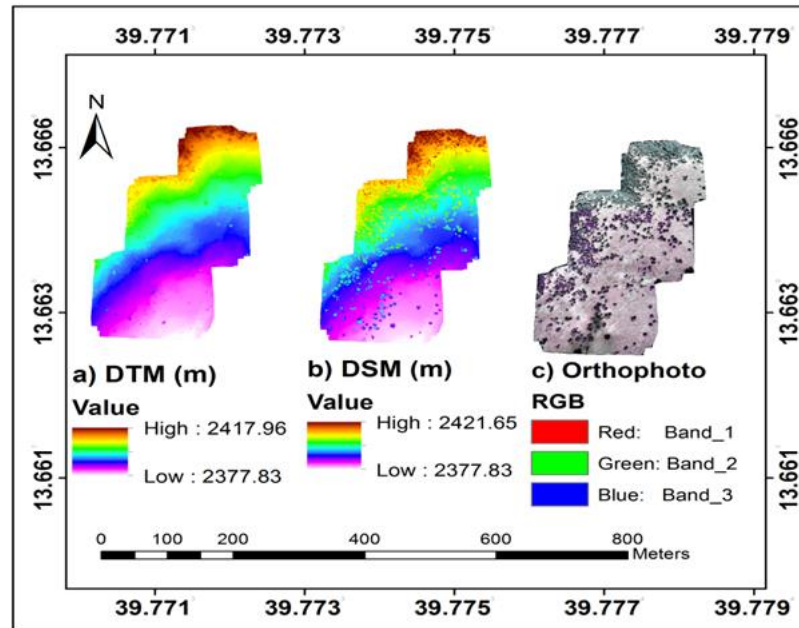 39.771 39.773 39.775 39.777 39.779
N
13.666 13.666
13.663 13.663
a) DTM (m) b) DSM (m) c) Orthophoto
Value Value RGB
High : 2417.96 High : 2421.65 Red: Band_1
Low : 2377.83 Low : 2377.83 Green: Band_2
Blue: Band_3
13.661 13.661
0 100 200 400 600 800
Meters
39.771 39.773 39.775 39.777 39.779